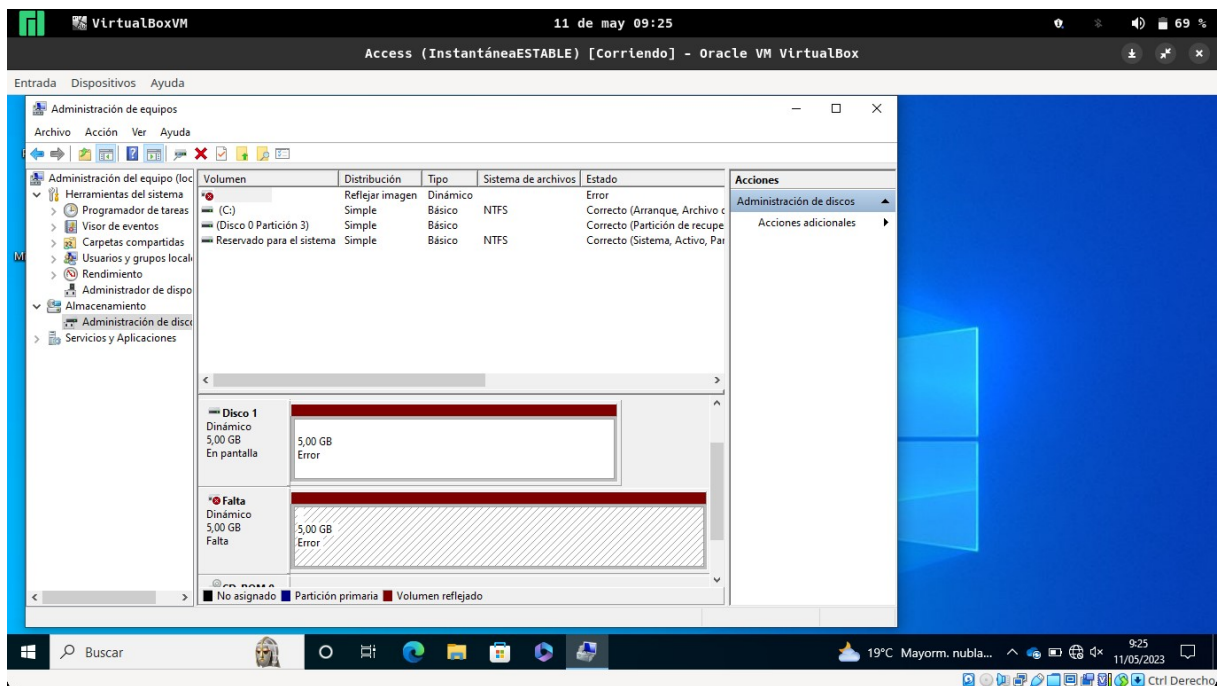 VirtualBoxVM
11 de may 09:25
69 %
Access (InstantáneaESTABLE) [Corriendo] - Oracle VM VirtualBox
Entrada Dispositivos Ayuda
Administración de equipos
Archivo Acción Ver Ayuda
Administración del equipo (loc
Herramientas del sistema
Programador de tareas
Visor de eventos
Carpetas compartidas
Usuarios y grupos local
Rendimiento
Administrador de dispo
Almacenamiento
Administración de disco
Servicios y Aplicaciones
Volumen Distribución Tipo Sistema de archivos Estado
Reflejar imagen Dinámico Error
(C:) Simple Básico NTFS Correcto (Arranque, Archivo d
(Disco 0 Partición 3) Simple Básico Correcto (Partición de recupe
Reservado para el sistema Simple Básico NTFS Correcto (Sistema, Activo, Par
Disco 1
Dinámico
5,00 GB
En pantalla
5,00 GB
Error
Falta
Dinámico
5,00 GB
Falta
5,00 GB
Error
CD-ROM 0
No asignado Partición primaria Volumen reflejado
Acciones
Administración de discos
Acciones adicionales
Buscar
19°C Mayorm. nubla...
9:25
11/05/2023
Ctrl Derecho